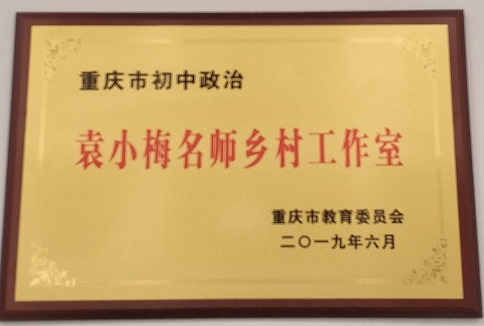 重庆市初中政治
袁小梅名师乡村工作室
重庆市教育委员会
二〇一九年六月